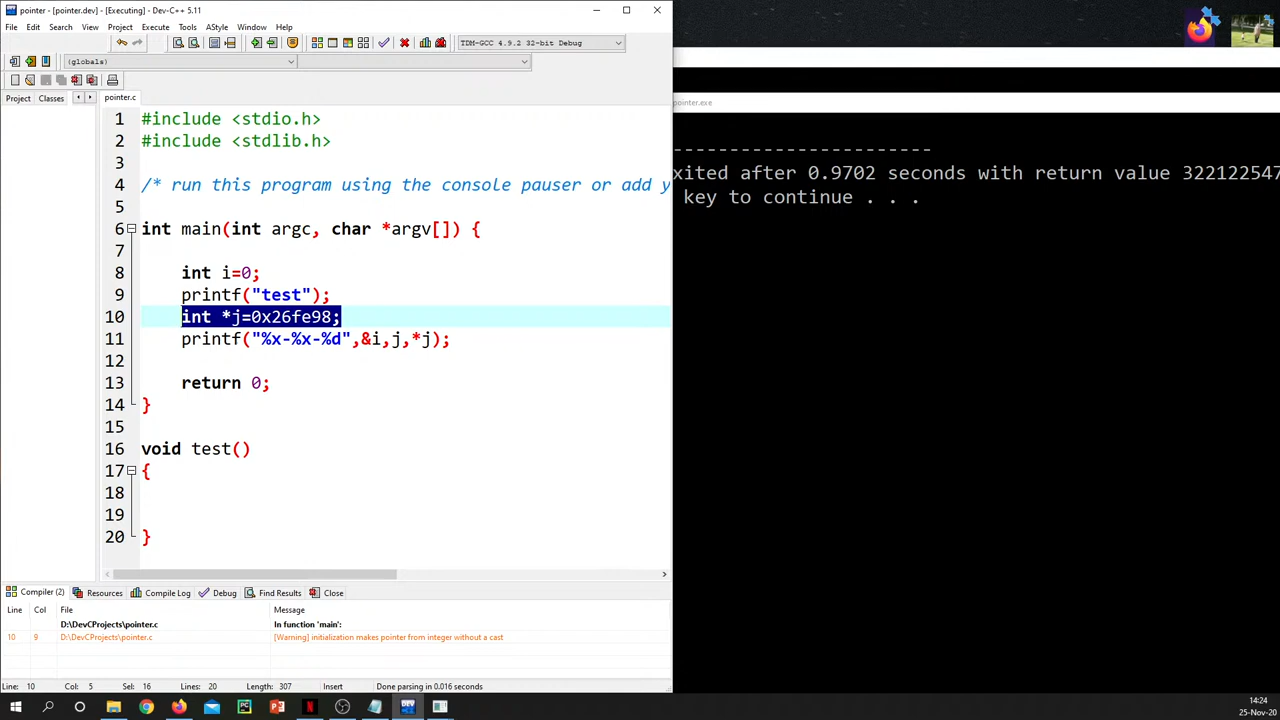 pointer - [pointer.dev] - [Executing] - Dev-C++ 5.11
File Edit Search View Project Execute Tools AStyle Window Help
TDM-GCC 4.9.2 32-bit Debug
(globals)
Project Classes
pointer.c
pointer.exe
1 #include <stdio.h>
2 #include <stdlib.h>
3
4 /* run this program using the console pauser or add y
5
6 int main(int argc, char *argv[]) {
7
8 int i=0;
9 printf("test");
10 int *j=0x26fe98;
11 printf("%x-%x-%d",&i,j,*j);
12
13 return 0;
14 }
15
16 void test()
17 {
18
19
20 }
-----------------------
xited after 0.9702 seconds with return value 322122547
key to continue . . .
Compiler (2) Resources Compile Log Debug Find Results Close
Line Col File Message
D:\DevCProjects\pointer.c In function 'main':
10 9 D:\DevCProjects\pointer.c [Warning] initialization makes pointer from integer without a cast
Line: 10 Col: 5 Sel: 16 Lines: 20 Length: 307 Insert Done parsing in 0.016 seconds
14:24
25-Nov-20